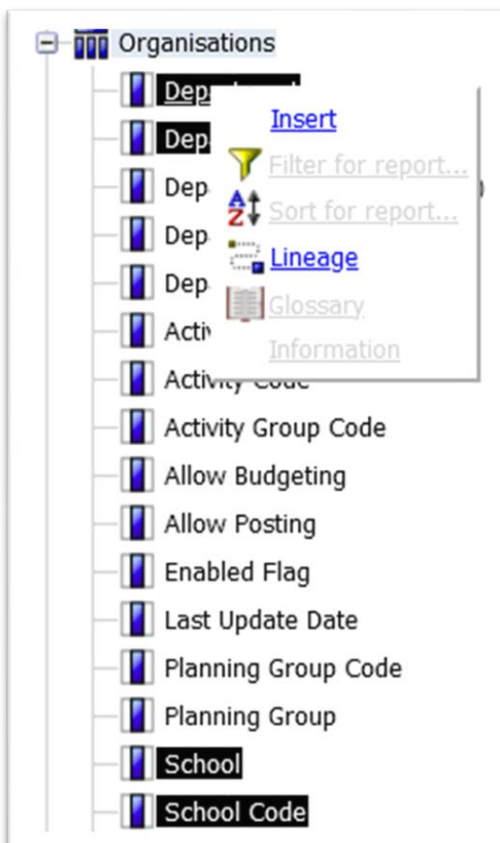 Organisations
Insert
Filter for report...
Sort for report...
Lineage
Glossary
Information
Activity Code
Activity Group Code
Allow Budgeting
Allow Posting
Enabled Flag
Last Update Date
Planning Group Code
Planning Group
School
School Code